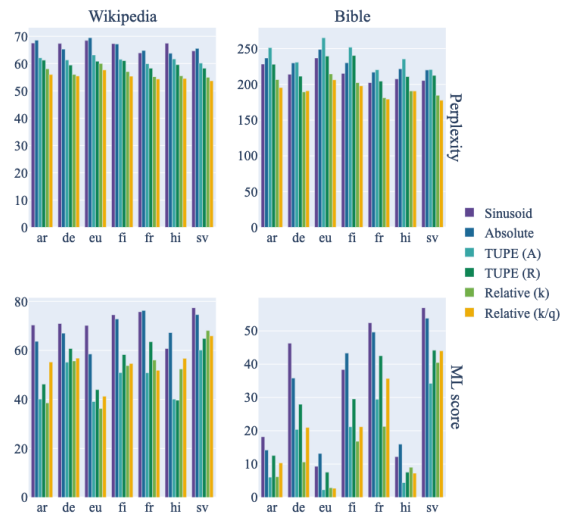 Wikipedia
Bible
70
60
50
40
30
20
10
0
ar de eu fi fr hi sv
250
200
150
100
50
0
ar de eu fi fr hi sv
Perplexity
Sinusoid
Absolute
TUPE (A)
TUPE (R)
Relative (k)
Relative (k/q)
80
60
40
20
0
ar de eu fi fr hi sv
50
40
30
20
10
0
ar de eu fi fr hi sv
ML score